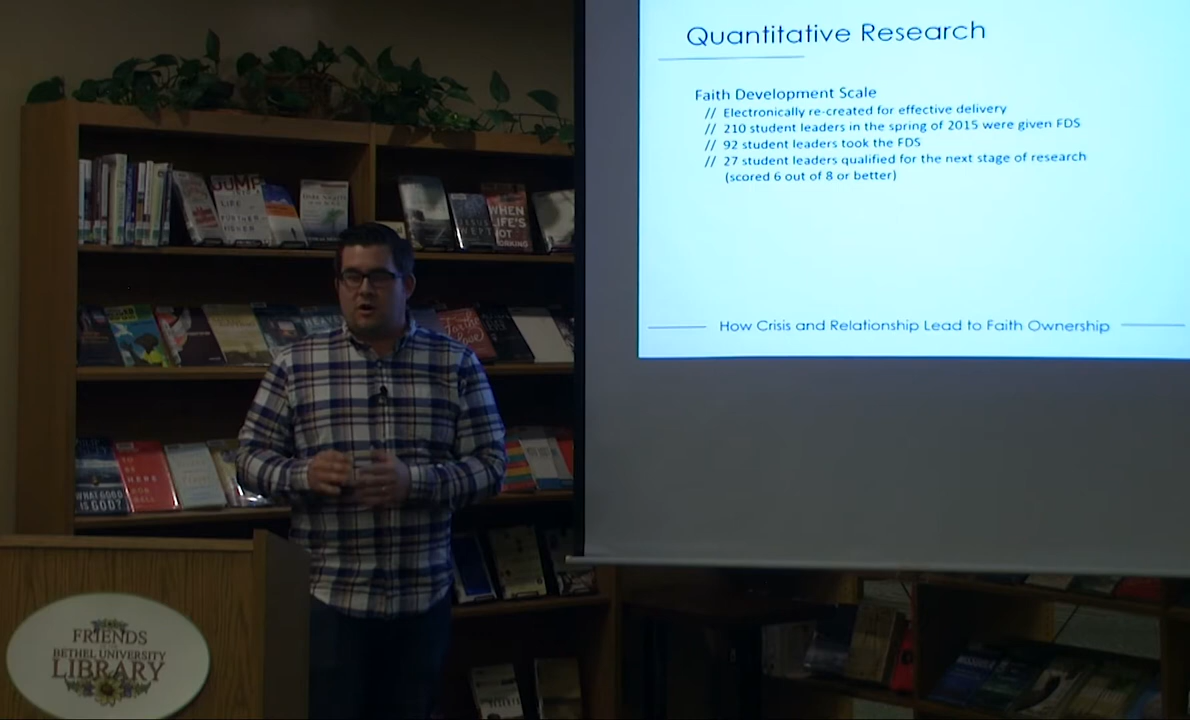 Quantitative Research
Faith Development Scale
// Electronically re-created for effective delivery
// 210 student leaders in the spring of 2015 were given FDS
// 92 student leaders took the FDS
// 27 student leaders qualified for the next stage of research
(scored 6 out of 8 or better)
How Crisis and Relationship Lead to Faith Ownership
JUMP
LIFE
FURTHER
HIGHER
WHEN
LIFE'S
NOT
WORKING
WHAT GOOD
IS GOD?
FRIENDS
BETHEL UNIVERSITY
LIBRARY